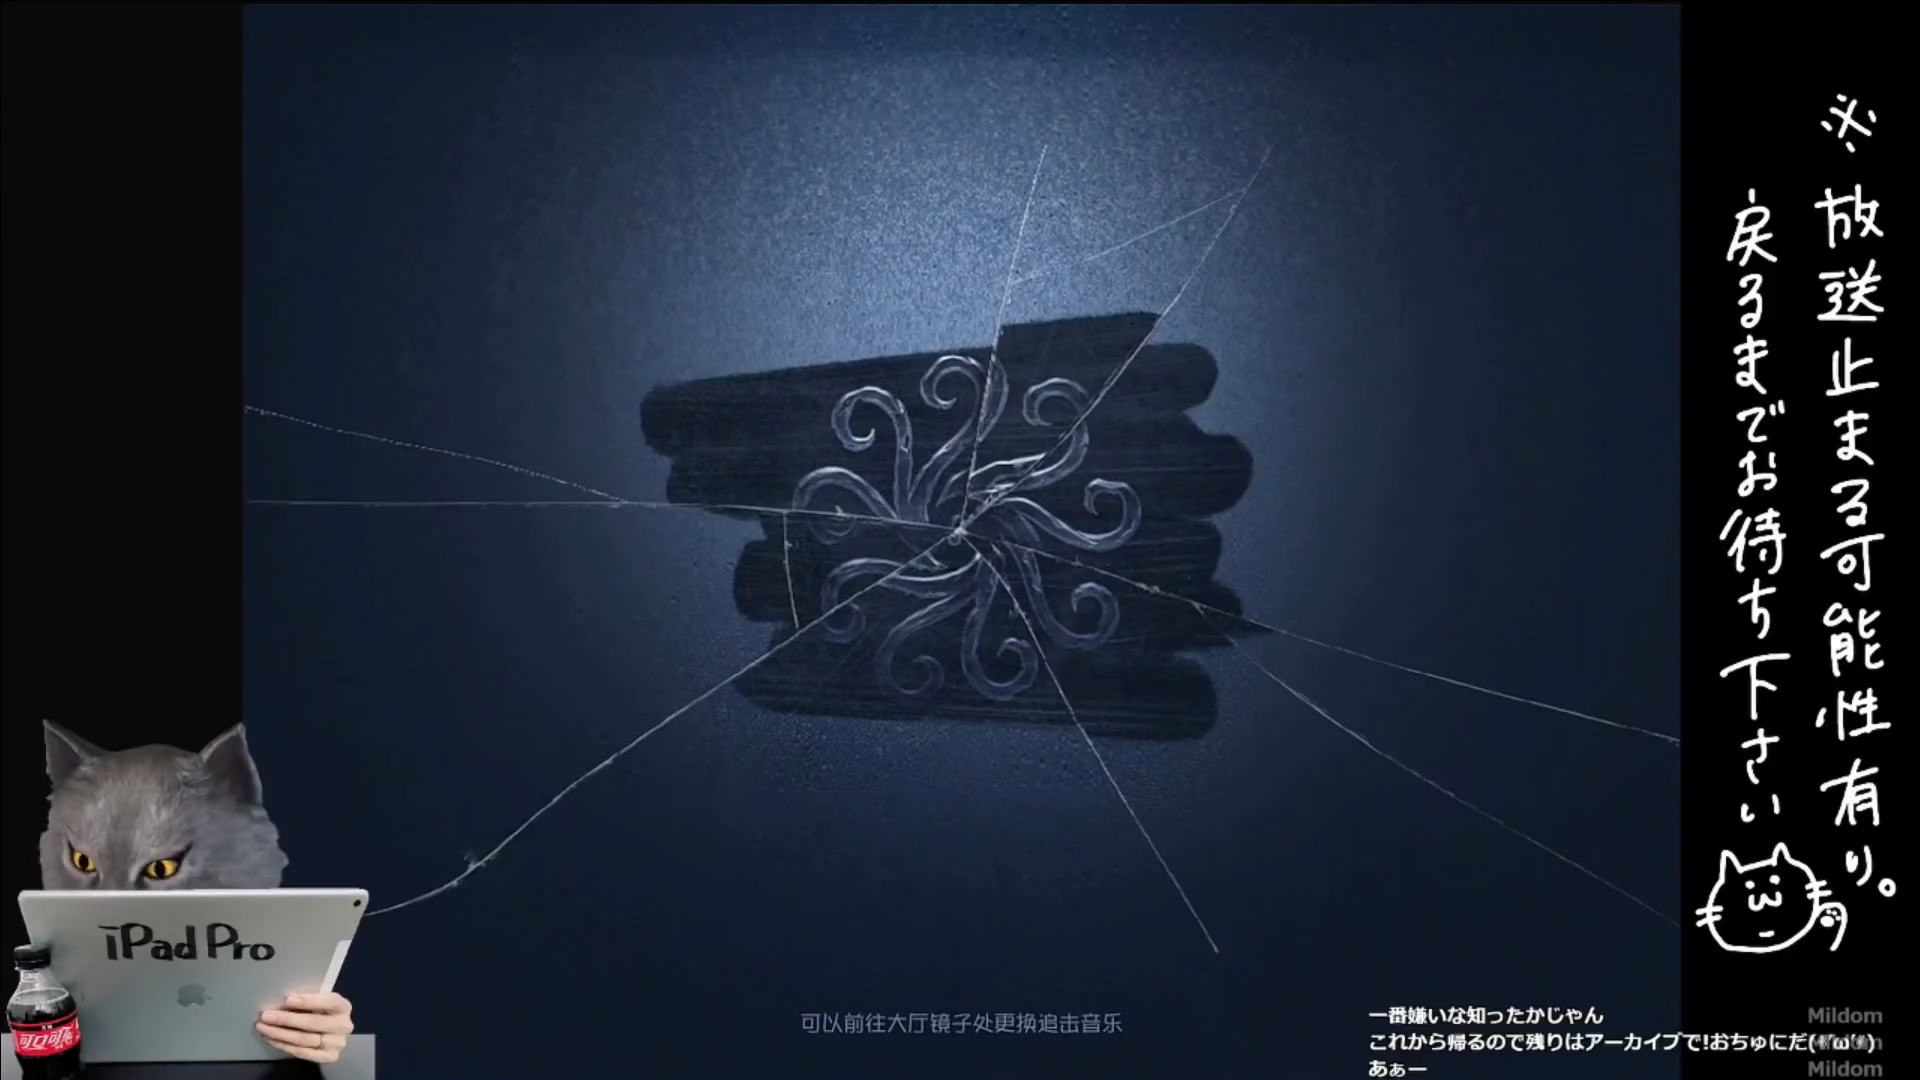 ※放送止まる可能性有り。
戻るまでお待ち下さい
iPad Pro
可口可乐
可以前往大厅镜子处更换追击音乐
一番嫌いな知ったかじゃん
Mildom
これから帰るので残りはアーカイブで!おちゅにだ(*'ω'*)
あぁー
Mildom